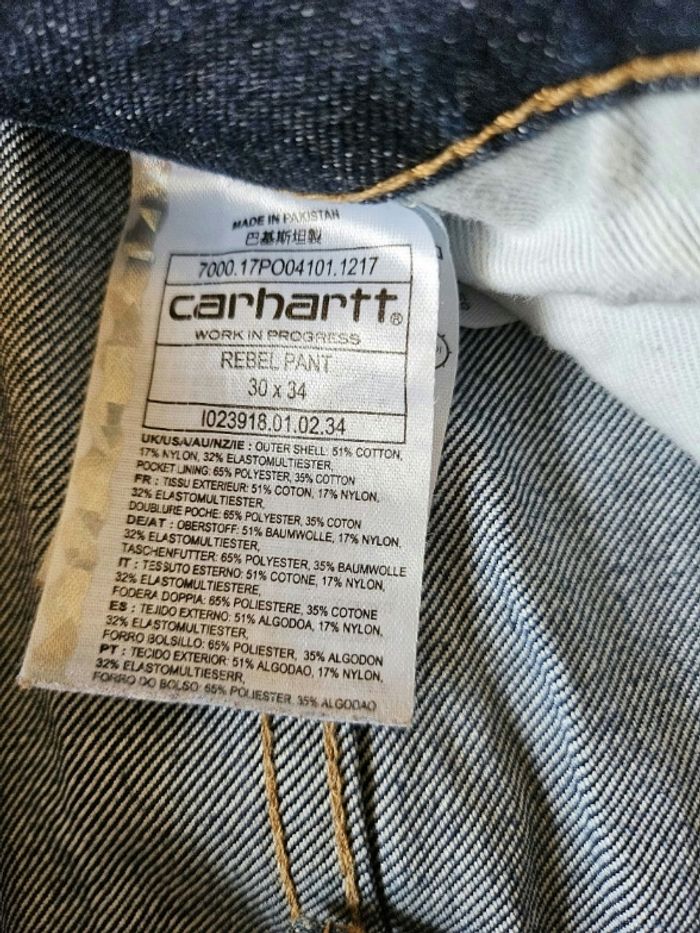 MADE IN PAKISTAN
巴基斯坦製
7000.17PO04101.1217
carhartt®
WORK IN PROGRESS
REBEL PANT
30 x 34
I023918.01.02.34
UK/USA/AU/NZ/IE : OUTER SHELL: 51% COTTON,
17% NYLON, 32% ELASTOMULTIESTER,
POCKET LINING: 65% POLYESTER, 35% COTTON
FR : TISSU EXTERIEUR: 51% COTON, 17% NYLON,
32% ELASTOMULTIESTER,
DOUBLURE POCHE: 65% POLYESTER, 35% COTON
DE/AT : OBERSTOFF: 51% BAUMWOLLE, 17% NYLON,
32% ELASTOMULTIESTER,
TASCHENFUTTER: 65% POLYESTER, 35% BAUMWOLLE
IT : TESSUTO ESTERNO: 51% COTONE, 17% NYLON,
32% ELASTOMULTIESTERE,
FODERA DOPPIA: 65% POLIESTERE, 35% COTONE
ES : TEJIDO EXTERNO: 51% ALGODOA, 17% NYLON,
32% ELASTOMULTIESTER,
FORRO BOLSILLO: 65% POLIESTER, 35% ALGODON
PT : TECIDO EXTERIOR: 51% ALGODAO, 17% NYLON,
32% ELASTOMULTIESERR,
FORRO DO BOLSO: 65% POLIESTER, 35% ALGODAO